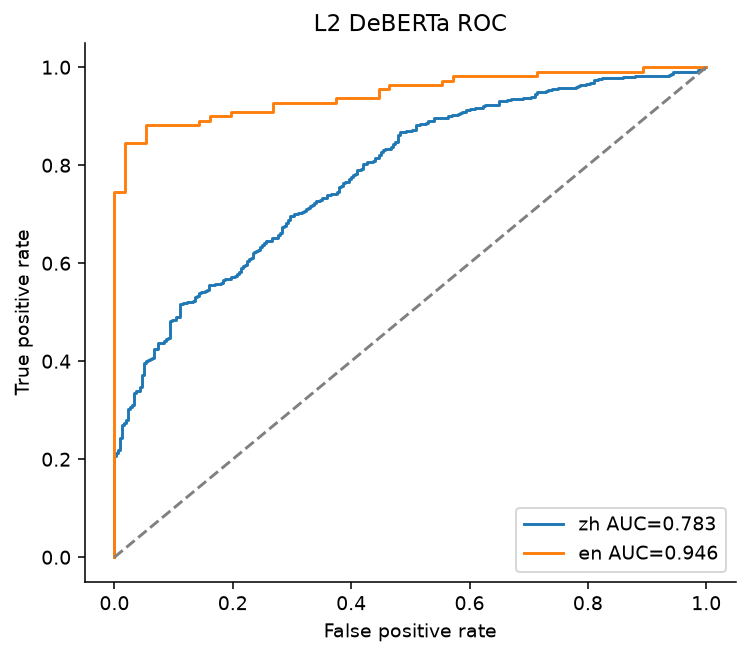 L2 DeBERTa ROC
1.0
0.8
0.6
0.4
0.2
0.0
True positive rate
0.0 0.2 0.4 0.6 0.8 1.0
False positive rate
zh AUC=0.783
en AUC=0.946